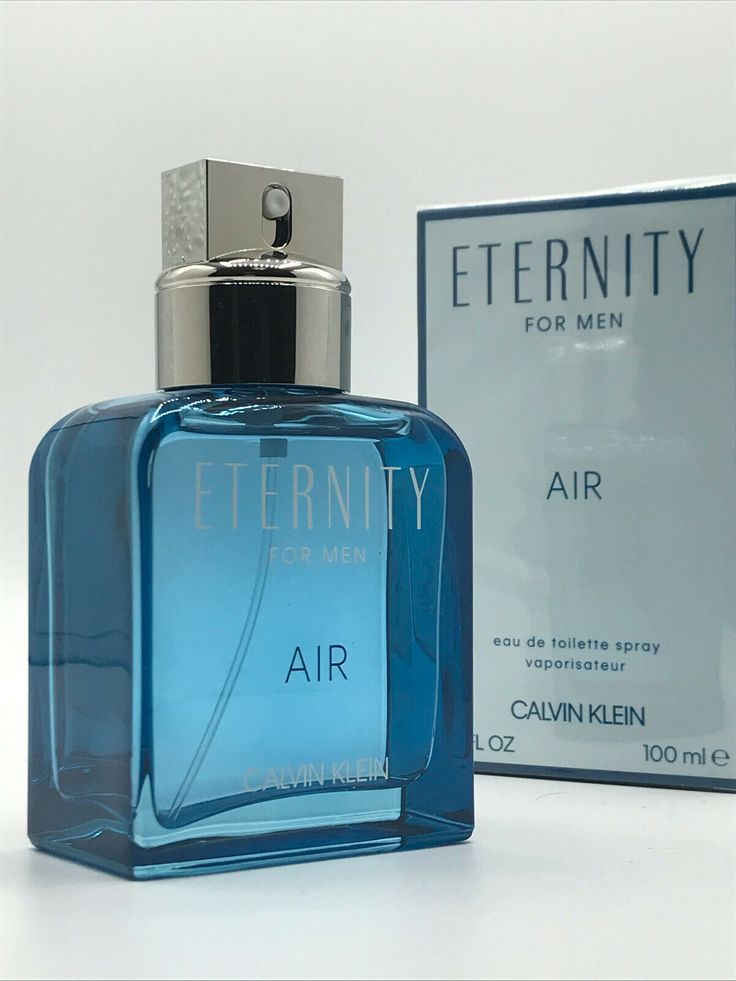 ETERNITY
FOR MEN
AIR
CALVIN KLEIN
ETERNITY
FOR MEN
AIR
eau de toilette spray
vaporisateur
CALVIN KLEIN
OZ
100 ml ℮